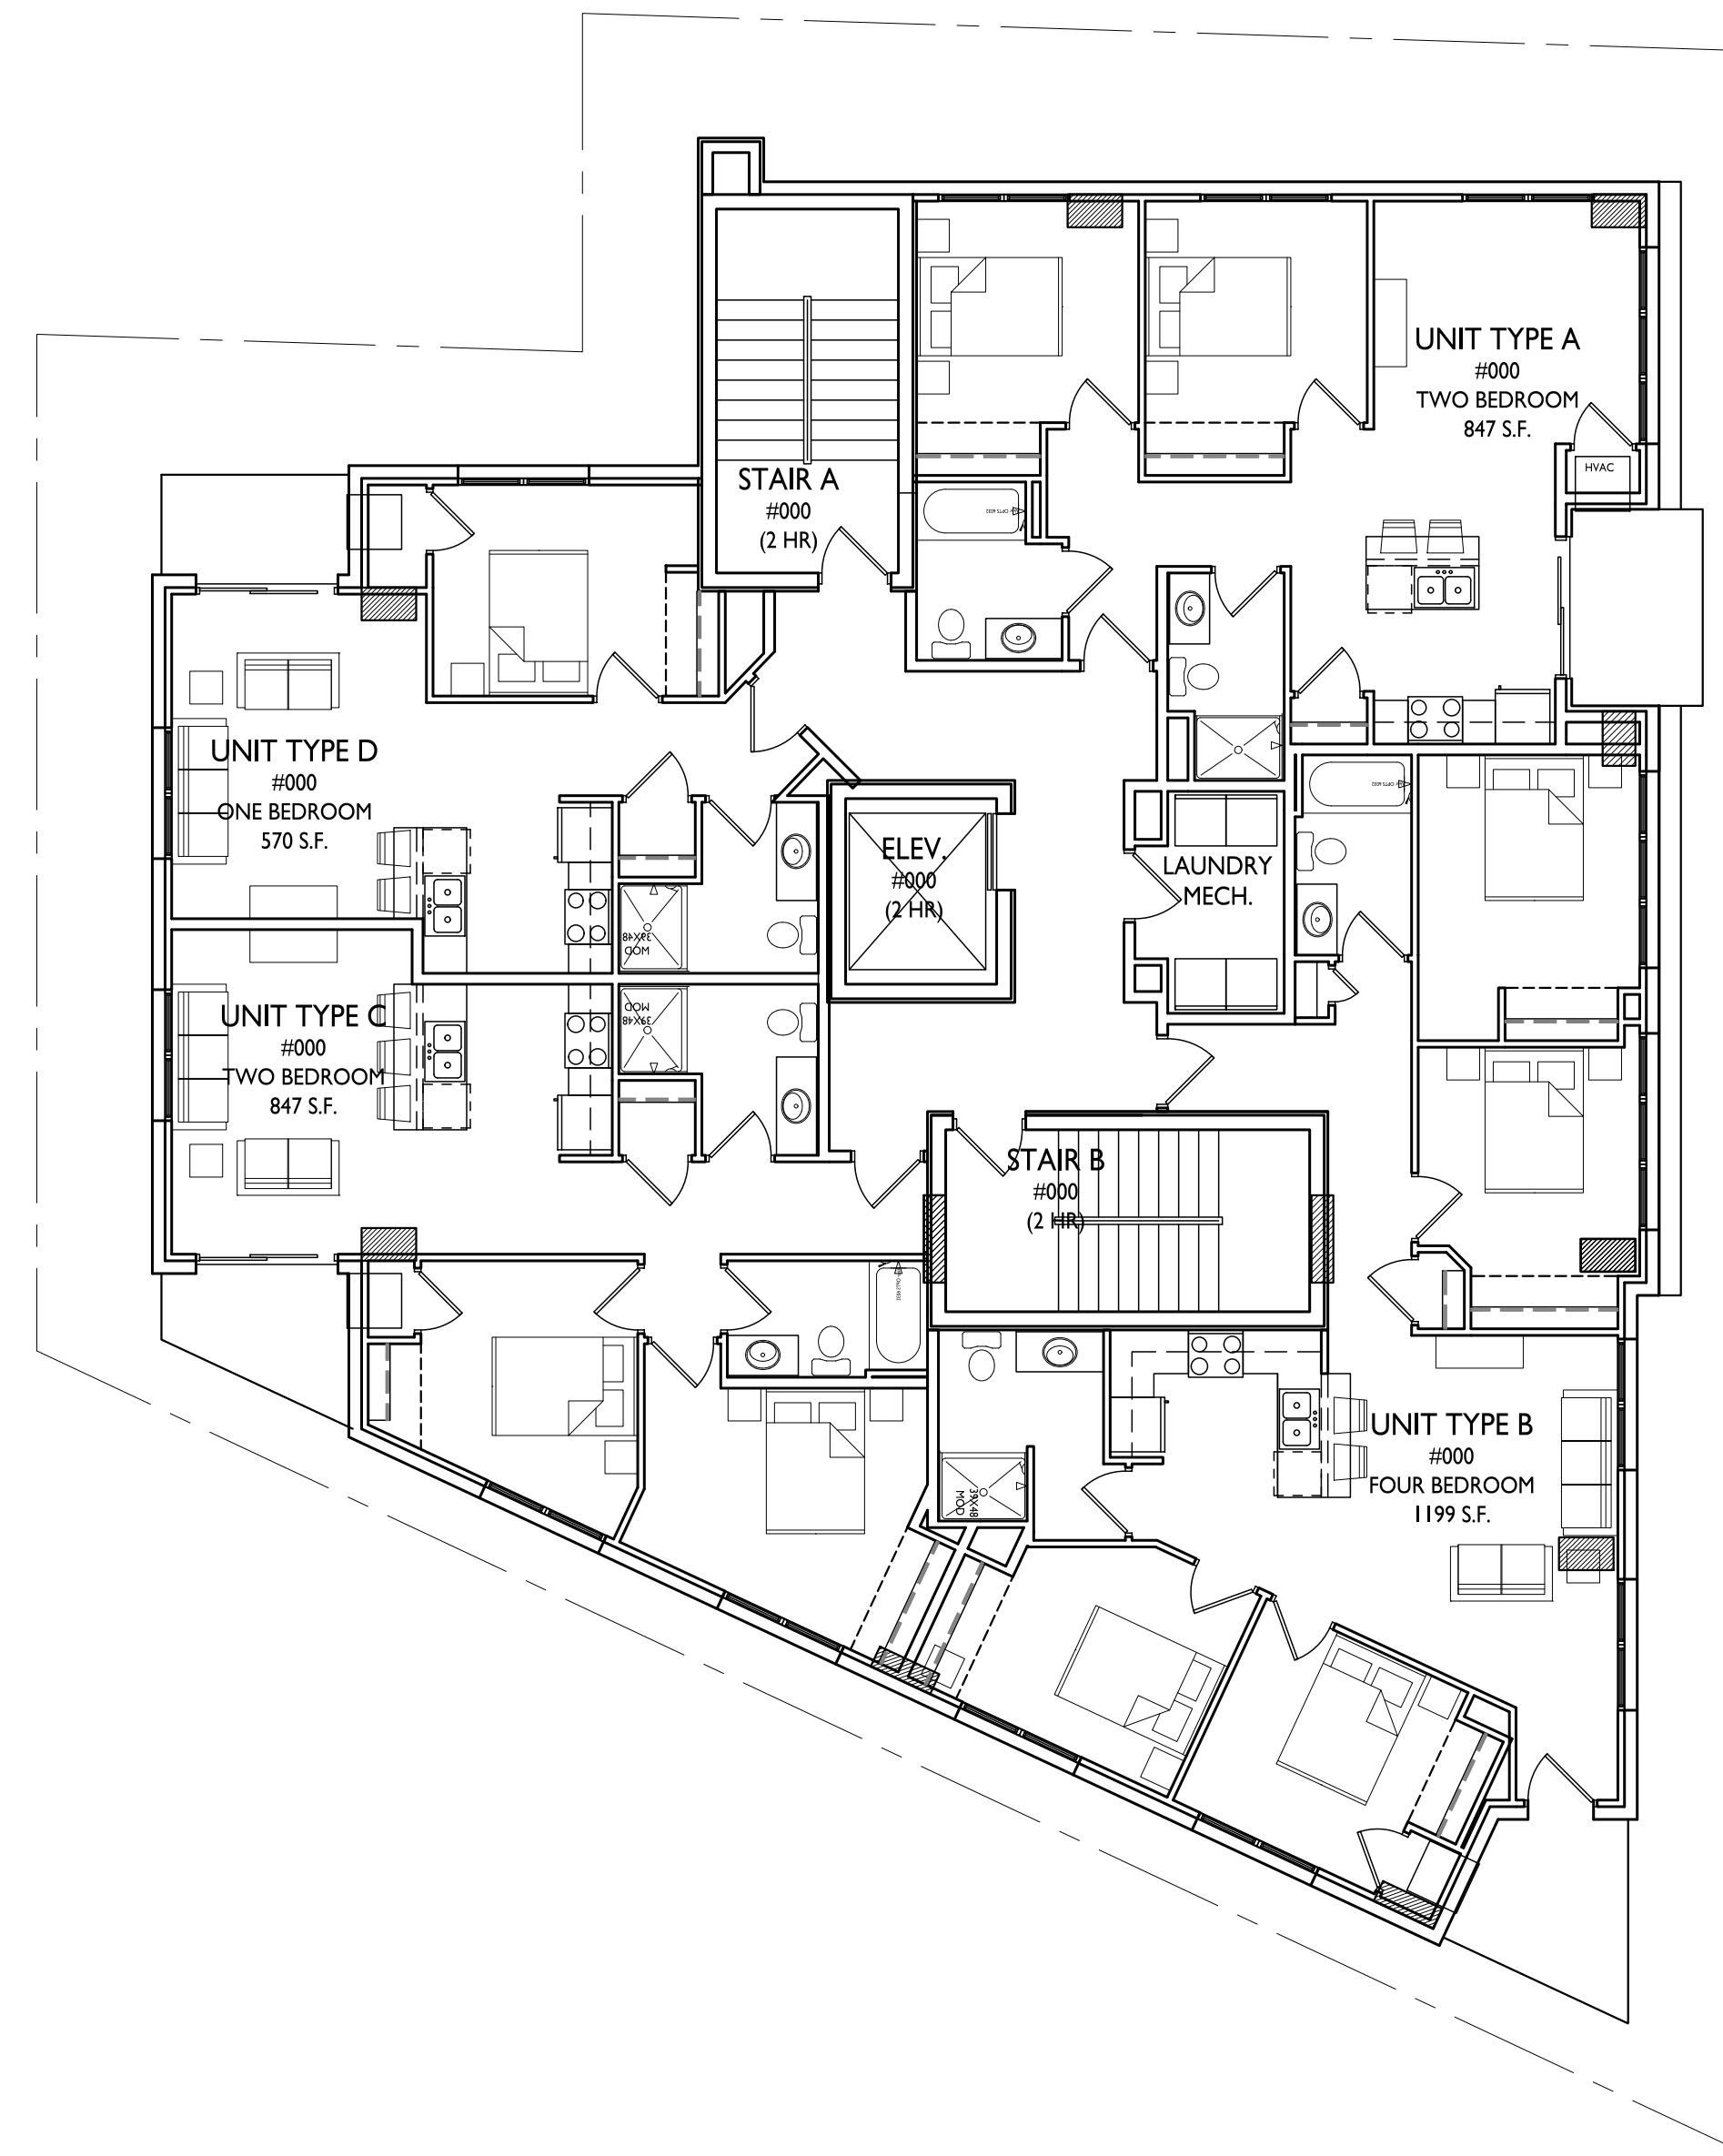 UNIT TYPE A
#000
TWO BEDROOM
847 S.F.
HVAC
STAIR A
#000
(2 HR)
UNIT TYPE D
#000
ONE BEDROOM
570 S.F.
ELEV.
#000
(2 HR)
LAUNDRY
MECH.
39X48
MOD
UNIT TYPE C
#000
TWO BEDROOM
847 S.F.
MOD
39X48
STAIR B
#000
(2 HR)
UNIT TYPE B
#000
FOUR BEDROOM
1199 S.F.
39X48
MOD